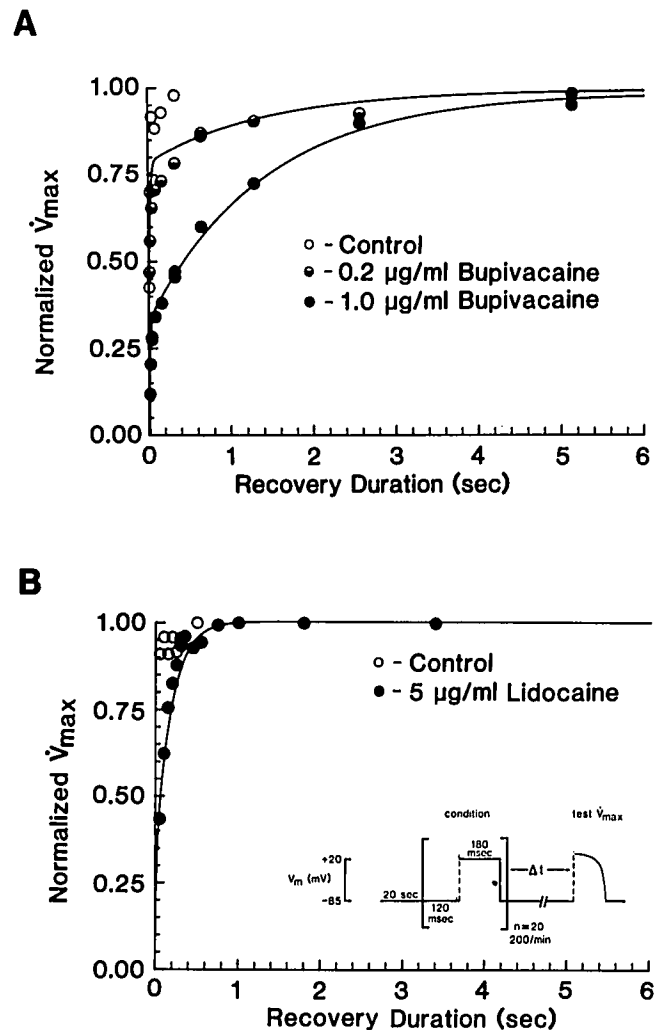 A
1.00
0.75
0.50
0.25
0.00
Normalized V̇max
○ - Control
◒ - 0.2 µg/ml Bupivacaine
● - 1.0 µg/ml Bupivacaine
0 1 2 3 4 5 6
Recovery Duration (sec)
B
1.00
0.75
0.50
0.25
0.00
Normalized V̇max
○ - Control
● - 5 µg/ml Lidocaine
condition
test V̇max
Vm (mV)
+20
-85
20 sec
120
msec
180
msec
Δt
n=20
200/min
0 1 2 3 4 5 6
Recovery Duration (sec)